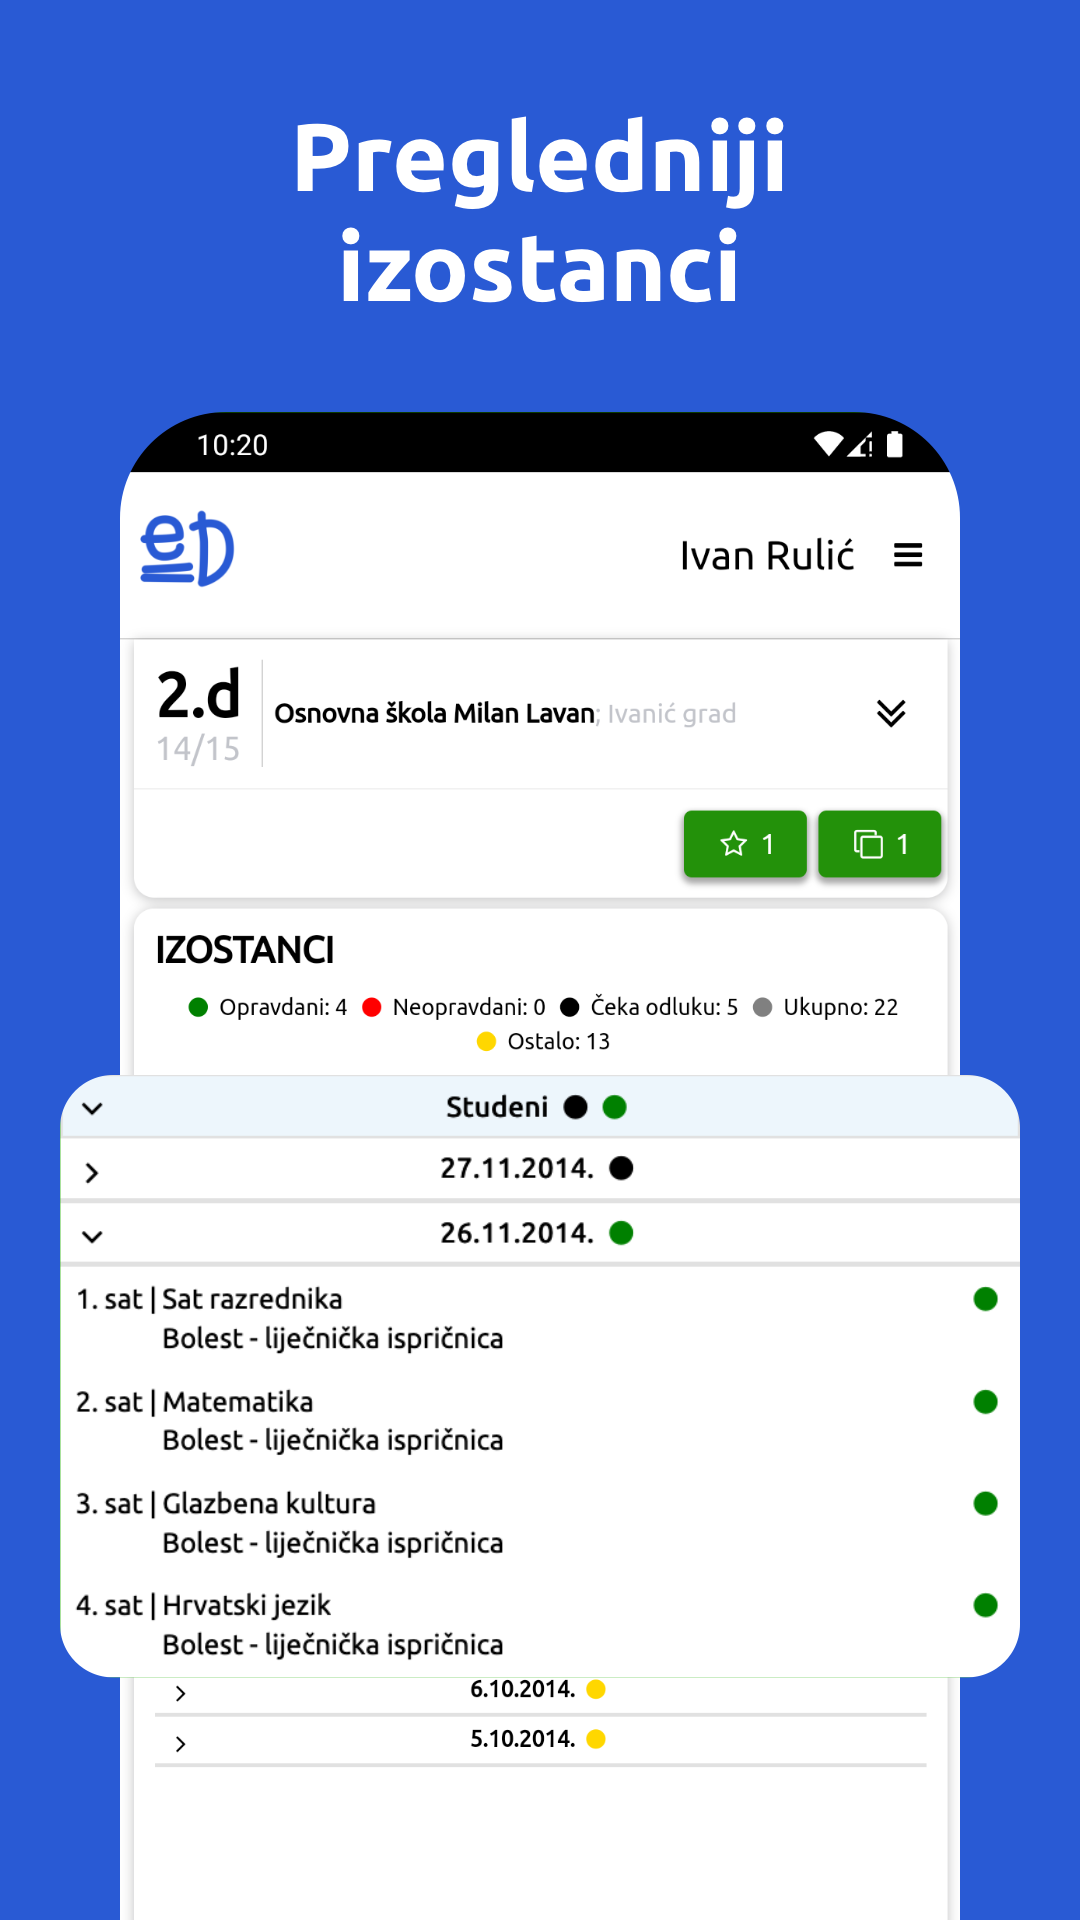 Pregledniji
izostanci
10:20
eD
Ivan Rulić
2.d
14/15
Osnovna škola Milan Lavan; Ivanić grad
1
1
IZOSTANCI
Opravdani: 4 Neopravdani: 0 Čeka odluku: 5 Ukupno: 22
Ostalo: 13
Studeni
27.11.2014.
26.11.2014.
1. sat | Sat razrednika
Bolest - liječnička ispričnica
2. sat | Matematika
Bolest - liječnička ispričnica
3. sat | Glazbena kultura
Bolest - liječnička ispričnica
4. sat | Hrvatski jezik
Bolest - liječnička ispričnica
6.10.2014.
5.10.2014.